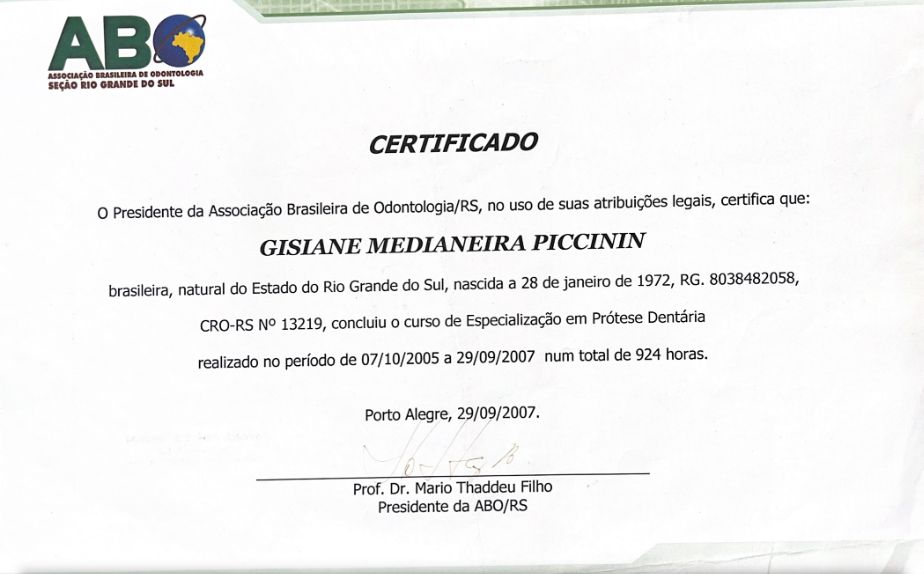 ABO
ASSOCIAÇÃO BRASILEIRA DE ODONTOLOGIA
SEÇÃO RIO GRANDE DO SUL
CERTIFICADO
O Presidente da Associação Brasileira de Odontologia/RS, no uso de suas atribuições legais, certifica que:
GISIANE MEDIANEIRA PICCININ
brasileira, natural do Estado do Rio Grande do Sul, nascida a 28 de janeiro de 1972, RG. 8038482058,
CRO-RS Nº 13219, concluiu o curso de Especialização em Prótese Dentária
realizado no período de 07/10/2005 a 29/09/2007 num total de 924 horas.
Porto Alegre, 29/09/2007.
Prof. Dr. Mario Thaddeu Filho
Presidente da ABO/RS